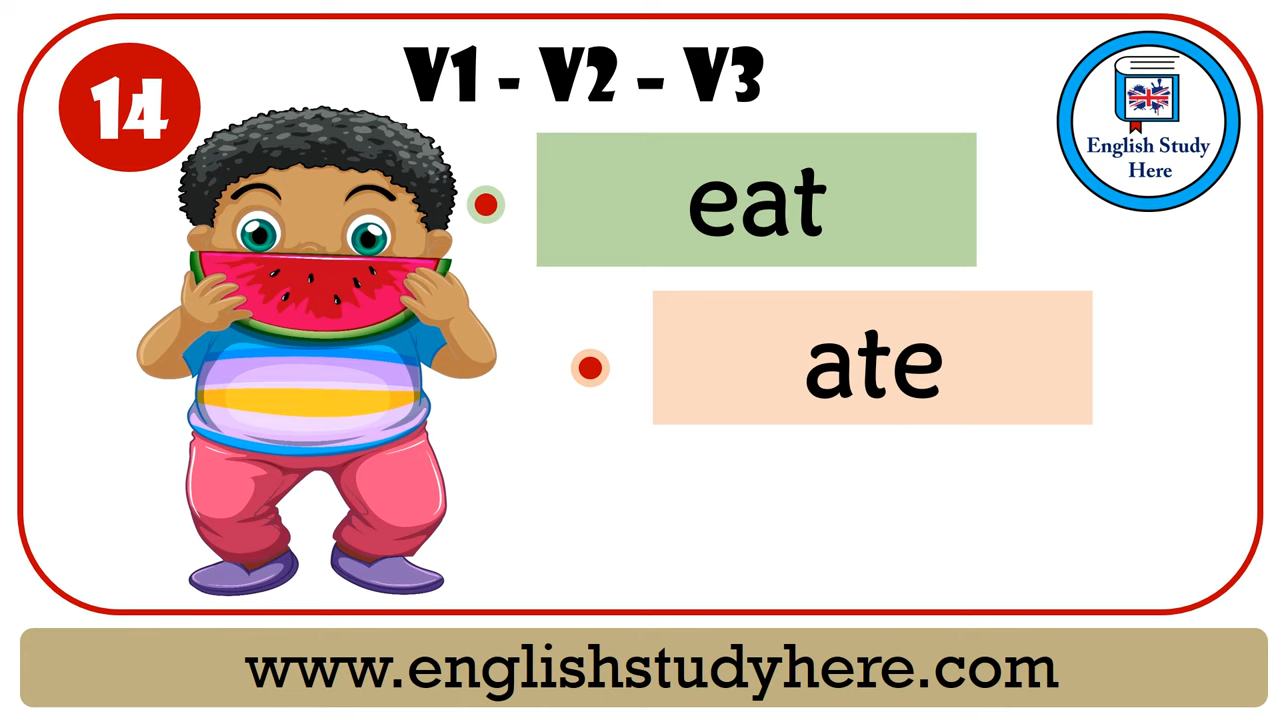 14
V1 - V2 – V3
English Study
Here
eat
ate
www.englishstudyhere.com